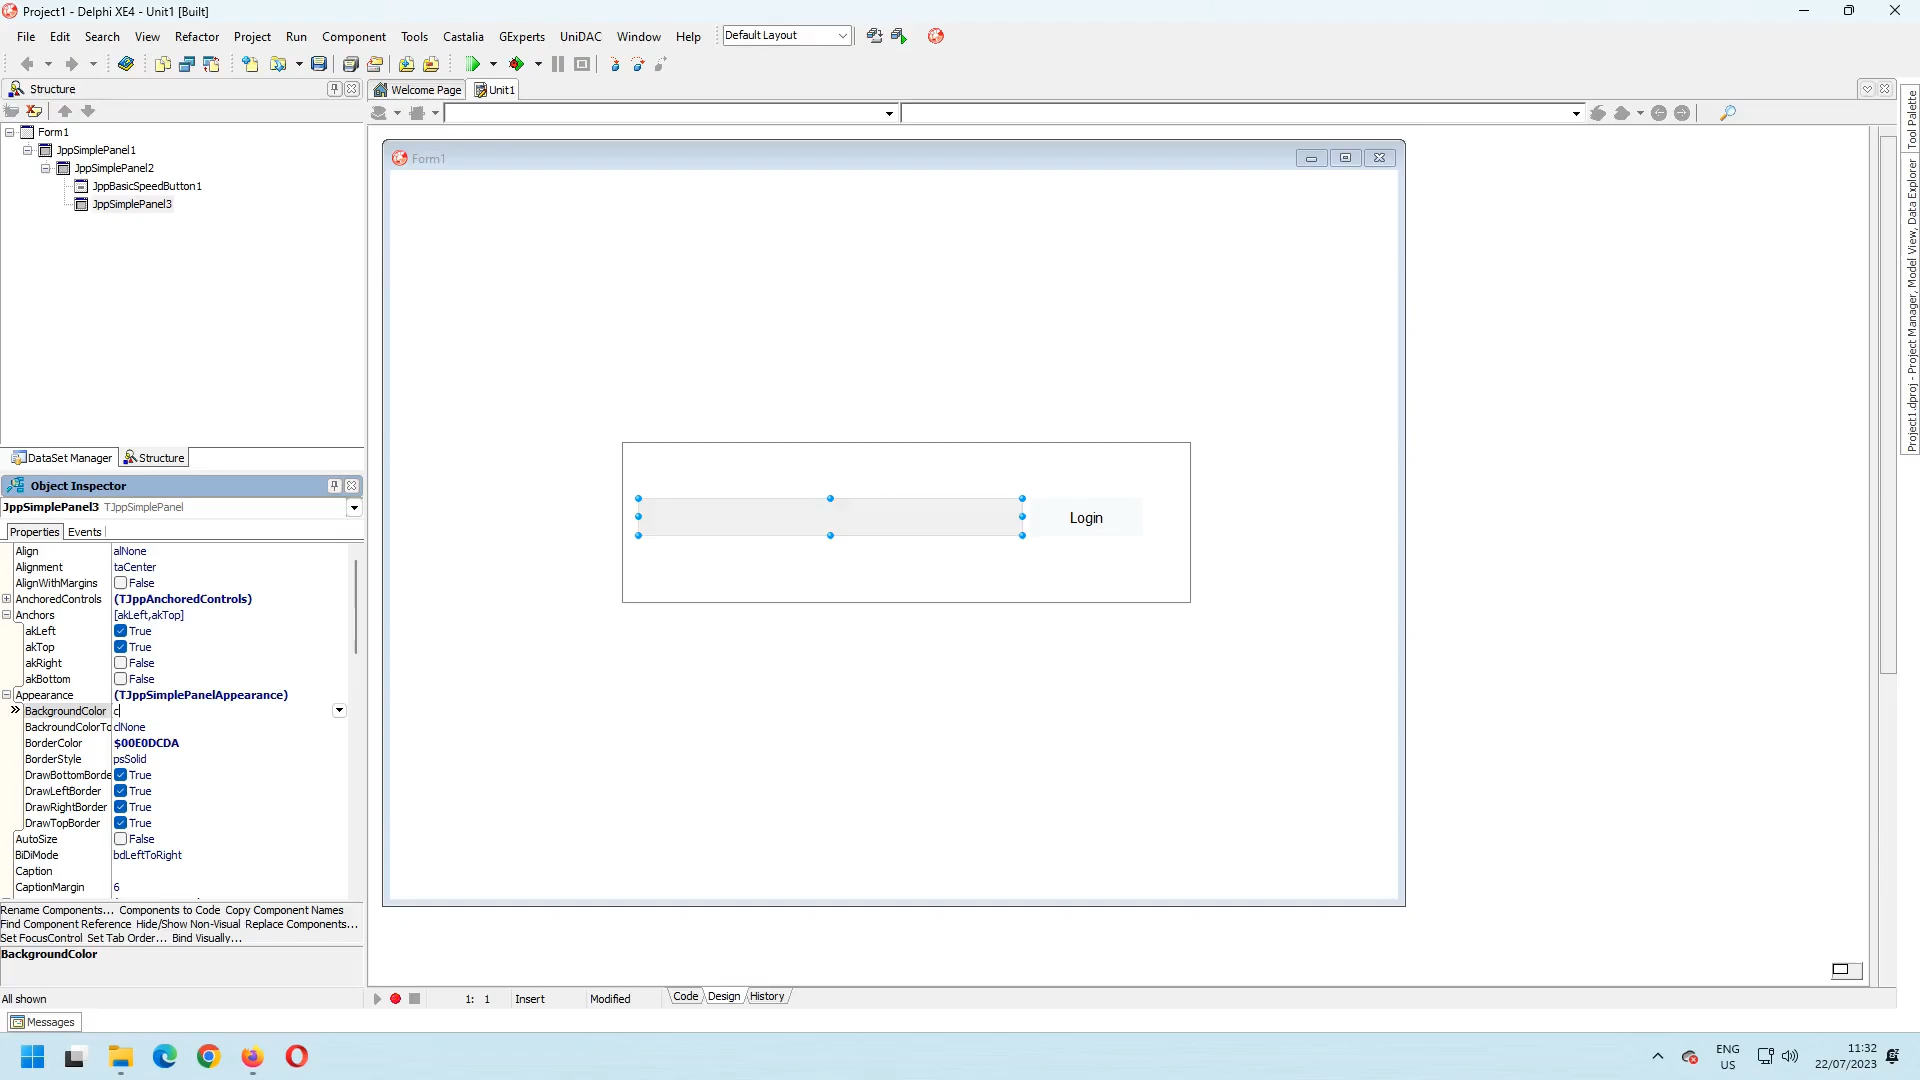 Project1 - Delphi XE4 - Unit1 [Built]
File Edit Search View Refactor Project Run Component Tools Castalia GExperts UniDAC Window Help Default Layout
Structure
Welcome Page Unit1
Form1
JppSimplePanel1
JppSimplePanel2
JppBasicSpeedButton1
JppSimplePanel3
Form1
Login
DataSet Manager Structure
Object Inspector
JppSimplePanel3 TJppSimplePanel
Properties Events
Align alNone
Alignment taCenter
AlignWithMargins False
AnchoredControls (TJppAnchoredControls)
Anchors [akLeft,akTop]
akLeft True
akTop True
akRight False
akBottom False
Appearance (TJppSimplePanelAppearance)
BackgroundColor c
BackroundColorTo clNone
BorderColor $00E0DCDA
BorderStyle psSolid
DrawBottomBorde True
DrawLeftBorder True
DrawRightBorder True
DrawTopBorder True
AutoSize False
BiDiMode bdLeftToRight
Caption
CaptionMargin 6
Rename Components... Components to Code Copy Component Names
Find Component Reference Hide/Show Non-Visual Replace Components...
Set FocusControl Set Tab Order... Bind Visually...
BackgroundColor
All shown
1: 1 Insert Modified Code Design History
Messages
Tool Palette
Project1.dproj - Project Manager, Model View, Data Explorer
ENG
US
11:32
22/07/2023